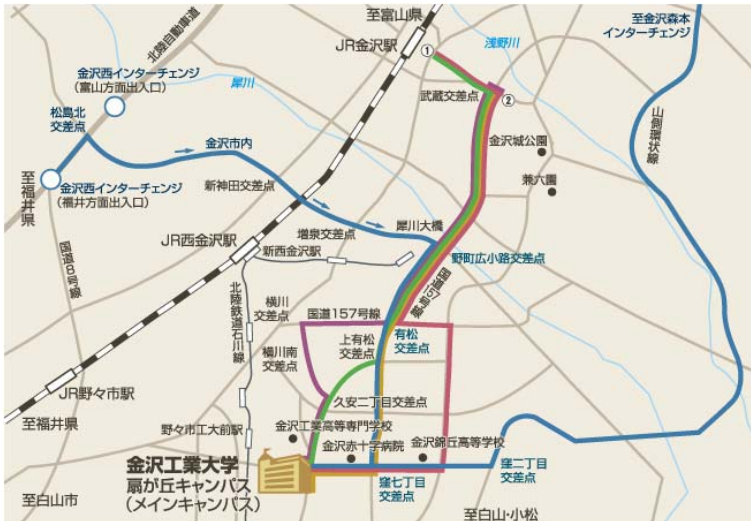 至富山県
JR金沢駅
①
浅野川
至金沢森本
インターチェンジ
北陸自動車道
金沢西インターチェンジ
(富山方面出入口)
犀川
武蔵交差点
②
松島北
交差点
金沢市内
金沢城公園
山側環状線
兼六園
至福井県
金沢西インターチェンジ
(福井方面出入口)
新神田交差点
国道8号線
JR西金沢駅
増泉交差点
犀川大橋
新西金沢駅
野町広小路交差点
国道157号線
北陸鉄道石川線
横川
交差点
国道157号線
上有松
交差点
有松
交差点
横川南
交差点
JR野々市駅
久安二丁目交差点
至福井県
野々市工大前駅
金沢工業高等専門学校
金沢赤十字病院
金沢錦丘高等学校
金沢工業大学
扇が丘キャンパス
(メインキャンパス)
窪七丁目
交差点
窪二丁目
交差点
至白山市
至白山・小松